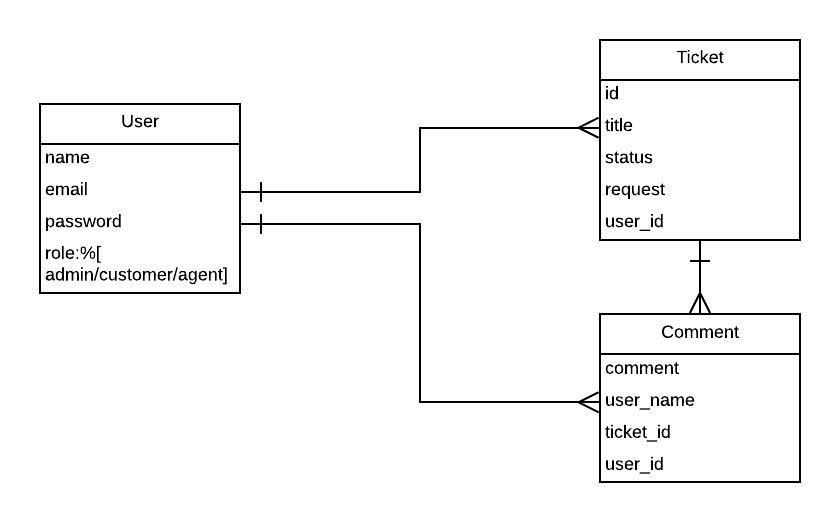 User
name
email
password
role:%[
admin/customer/agent]
Ticket
id
title
status
request
user_id
Comment
comment
user_name
ticket_id
user_id